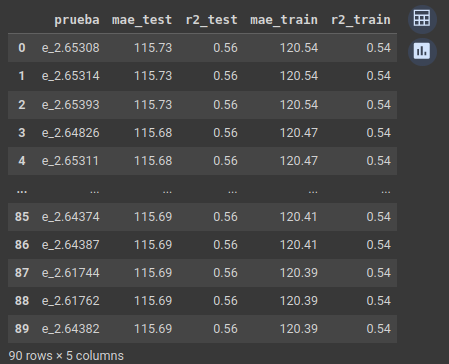 prueba mae_test r2_test mae_train r2_train
0 e_2.65308 115.73 0.56 120.54 0.54
1 e_2.65314 115.73 0.56 120.54 0.54
2 e_2.65393 115.73 0.56 120.54 0.54
3 e_2.64826 115.68 0.56 120.47 0.54
4 e_2.65311 115.68 0.56 120.47 0.54
... ... ... ... ... ...
85 e_2.64374 115.69 0.56 120.41 0.54
86 e_2.64387 115.69 0.56 120.41 0.54
87 e_2.61744 115.69 0.56 120.39 0.54
88 e_2.61762 115.69 0.56 120.39 0.54
89 e_2.64382 115.69 0.56 120.39 0.54
90 rows × 5 columns